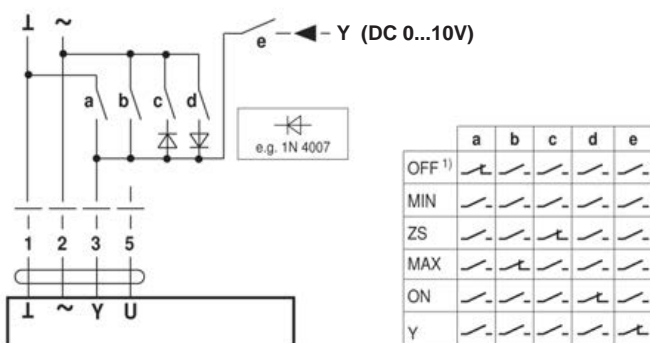 ⊥ ~
e Y (DC 0...10V)
a b c d
e.g. 1N 4007
1 2 3 5
⊥ ~ Y U
a b c d e
OFF 1)
MIN
ZS
MAX
ON
Y